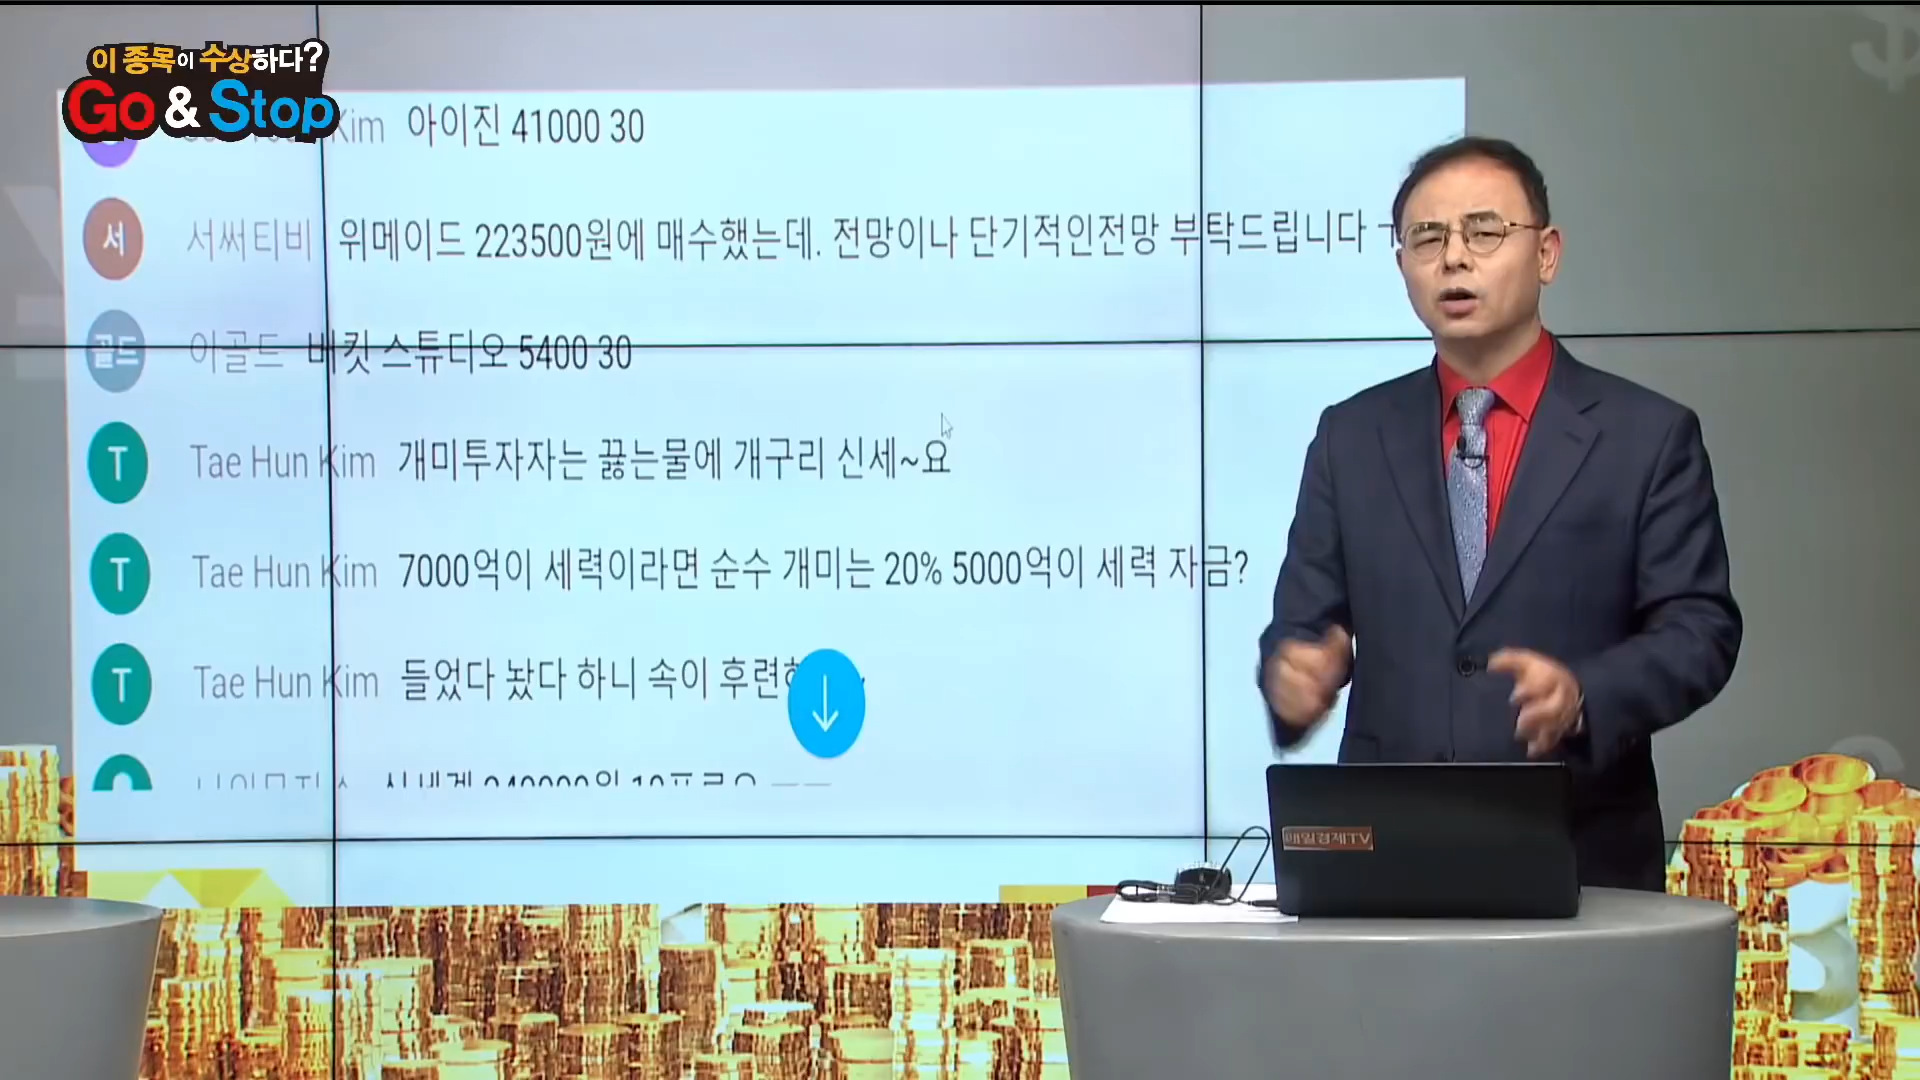 이 종목이 수상하다?
Go & Stop
Kim 아이진 41000 30
서 서써티비 위메이드 223500원에 매수했는데. 전망이나 단기적인전망 부탁드립니다
골드 이골드 버킷 스튜디오 5400 30
T Tae Hun Kim 개미투자자는 끓는물에 개구리 신세~요
T Tae Hun Kim 7000억이 세력이라면 순수 개미는 20% 5000억이 세력 자금?
T Tae Hun Kim 들었다 놨다 하니 속이
매일경제TV